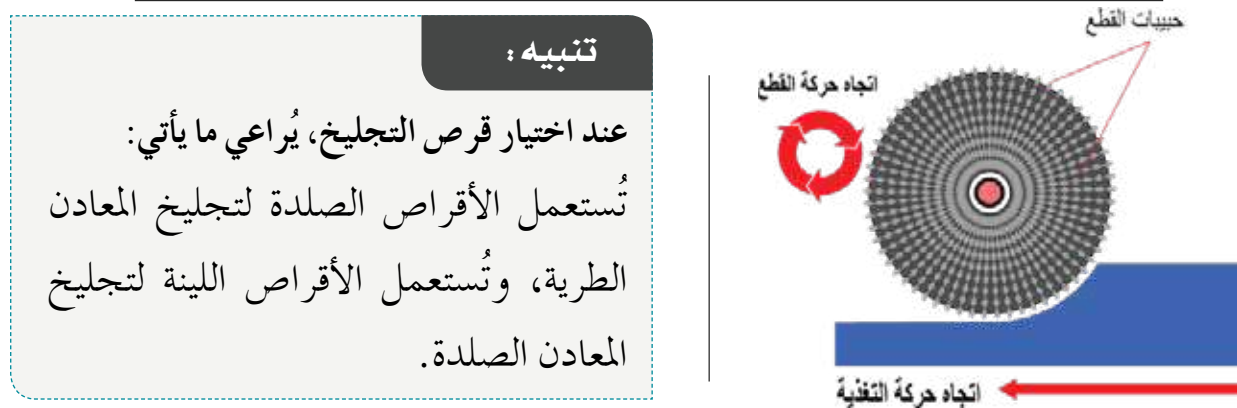 حبيبات القطع
اتجاه حركة القطع
اتجاه حركة التغذية
تنبيه:
عند اختيار قرص التجليخ، يُراعي ما يأتي:
تُستعمل الأقراص الصلدة لتجليخ المعادن
الطرية، وتُستعمل الأقراص اللينة لتجليخ
المعادن الصلدة.